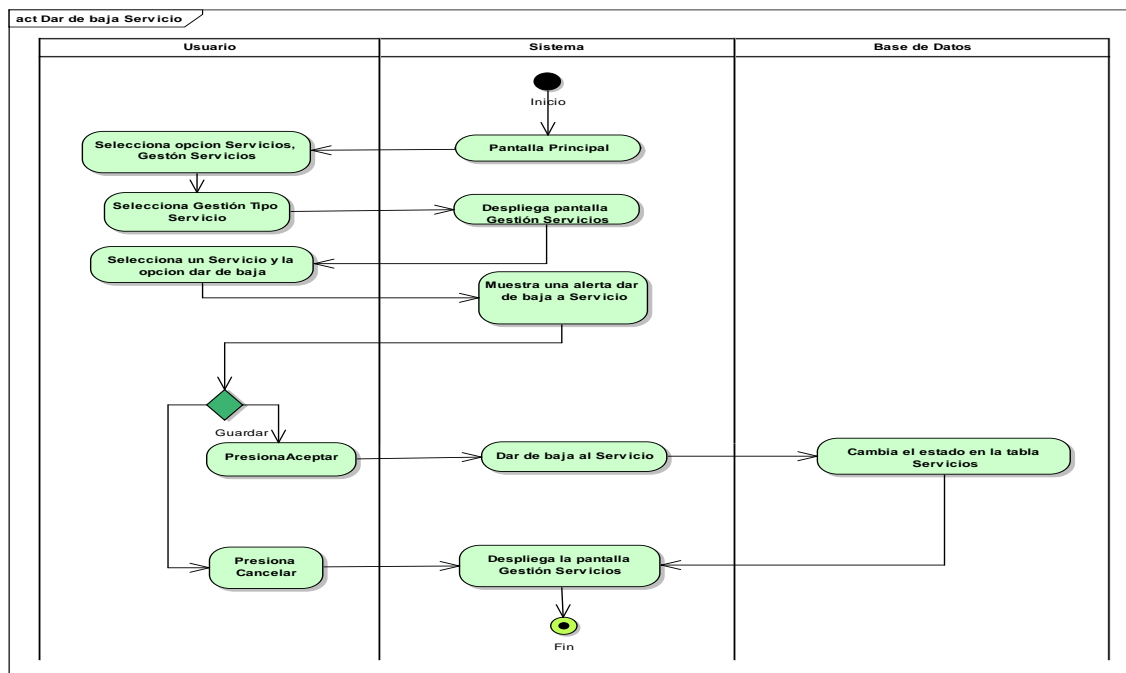 act Dar de baja Servicio
Usuario
Sistema
Base de Datos
Inicio
Pantalla Principal
Selecciona opcion Servicios,
Gestón Servicios
Selecciona Gestión Tipo
Servicio
Despliega pantalla
Gestión Servicios
Selecciona un Servicio y la
opcion dar de baja
Muestra una alerta dar
de baja a Servicio
Guardar
PresionaAceptar
Dar de baja al Servicio
Cambia el estado en la tabla
Servicios
Presiona
Cancelar
Despliega la pantalla
Gestión Servicios
Fin